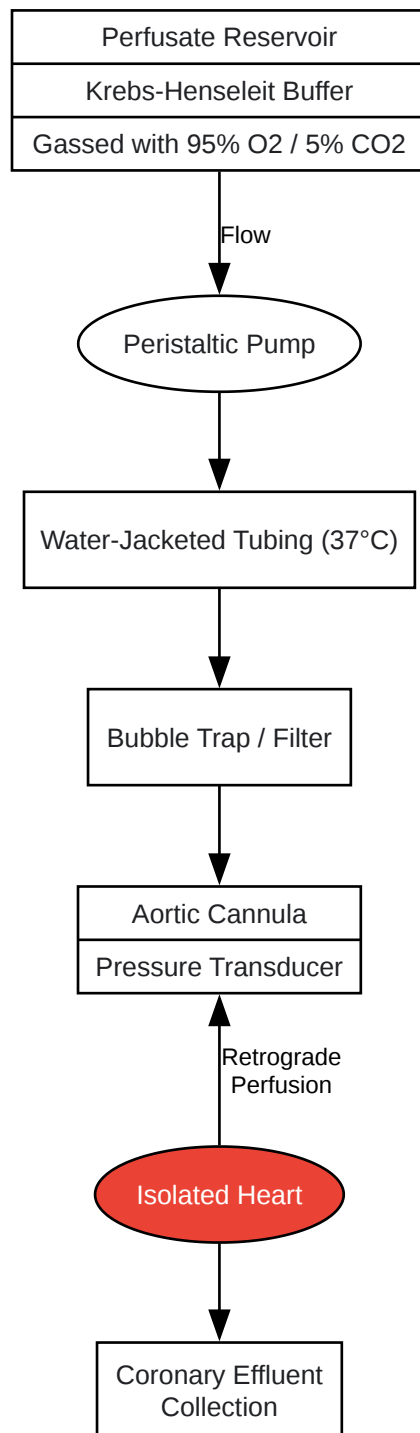 Perfusate Reservoir
Krebs-Henseleit Buffer
Gassed with 95% O2 / 5% CO2
Flow
Peristaltic Pump
Water-Jacketed Tubing (37°C)
Bubble Trap / Filter
Aortic Cannula
Pressure Transducer
Retrograde
Perfusion
Isolated Heart
Coronary Effluent
Collection